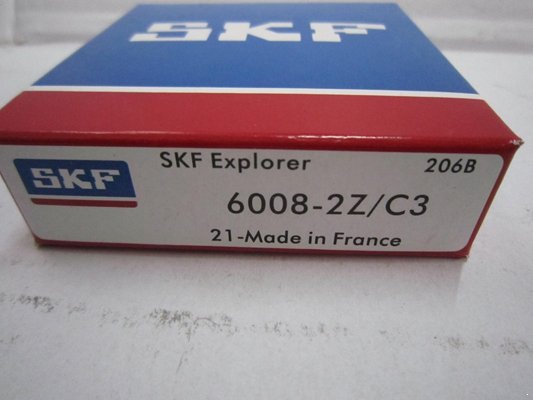 SKF
SKF Explorer 206B
SKF
6008-2Z/C3
21-Made in France